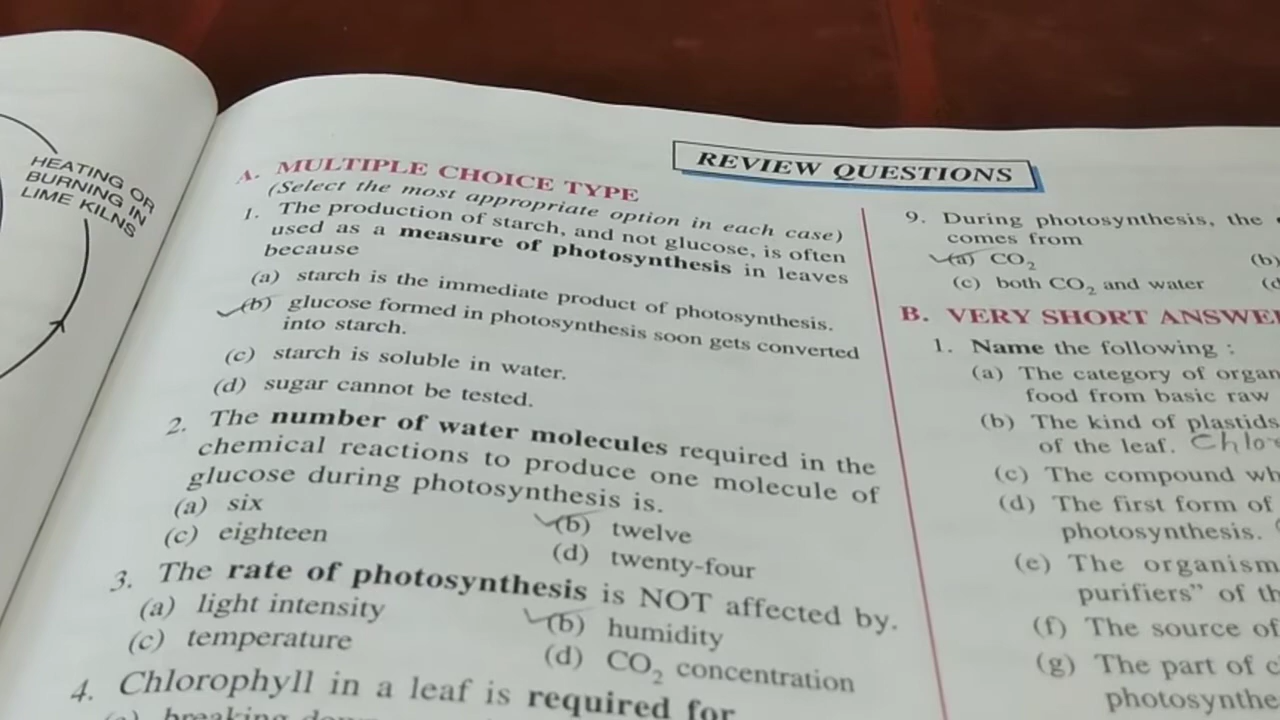 HEATING OR
BURNING IN
LIME KILNS
REVIEW QUESTIONS
A. MULTIPLE CHOICE TYPE
(Select the most appropriate option in each case)
1. The production of starch, and not glucose, is often
used as a measure of photosynthesis in leaves
because
(a) starch is the immediate product of photosynthesis.
(b) glucose formed in photosynthesis soon gets converted
into starch.
(c) starch is soluble in water.
(d) sugar cannot be tested.
2. The number of water molecules required in the
chemical reactions to produce one molecule of
glucose during photosynthesis is.
(a) six (b) twelve
(c) eighteen (d) twenty-four
3. The rate of photosynthesis is NOT affected by.
(a) light intensity (b) humidity
(c) temperature (d) CO₂ concentration
4. Chlorophyll in a leaf is required for
breaking
9. During photosynthesis, the
comes from
(a) CO₂ (b)
(c) both CO₂ and water
B. VERY SHORT
1. Name the following :
(a) The category of
food from basic raw
(b) The kind of plastids
of the leaf.
(c) The compound
(d) The first form of
photosynthesis.
(e) The organism
purifiers” of
(f) The source of
(g) The part of